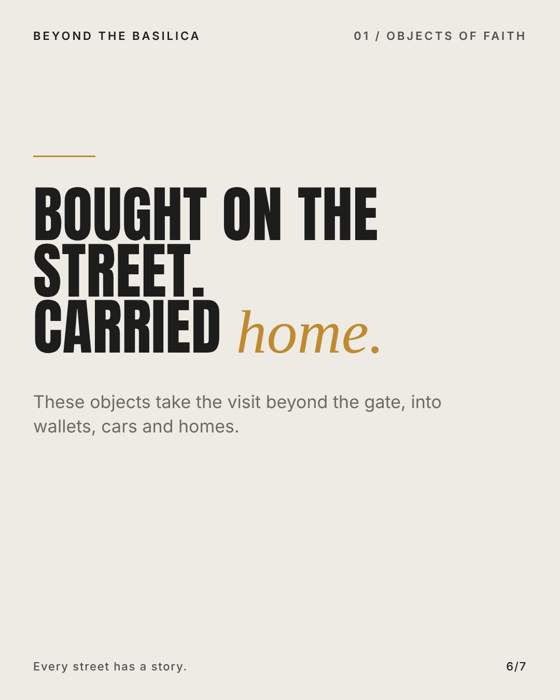 BEYOND THE BASILICA
01 / OBJECTS OF FAITH
BOUGHT ON THE
STREET.
CARRIED home.
These objects take the visit beyond the gate, into
wallets, cars and homes.
Every street has a story.
6/7